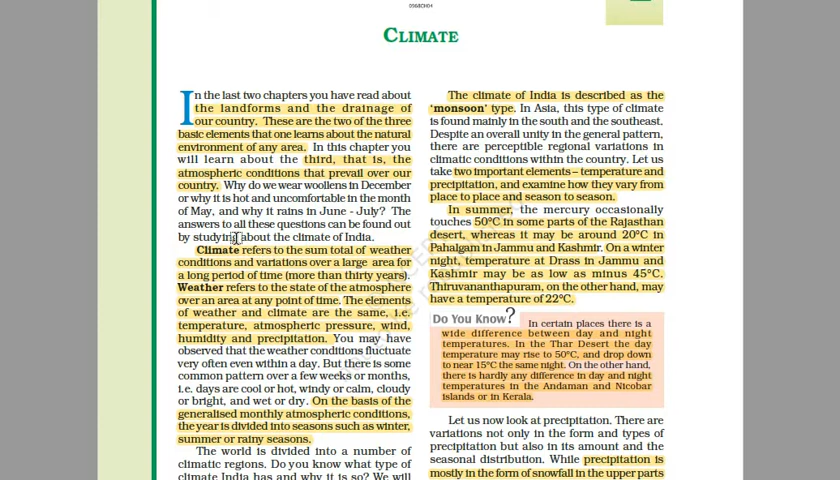 0968CH04
CLIMATE
In the last two chapters you have read about
the landforms and the drainage of
our country. These are the two of the three
basic elements that one learns about the natural
environment of any area. In this chapter you
will learn about the third, that is, the
atmospheric conditions that prevail over our
country. Why do we wear woollens in December
or why it is hot and uncomfortable in the month
of May, and why it rains in June - July? The
answers to all these questions can be found out
by studying about the climate of India.
Climate refers to the sum total of weather
conditions and variations over a large area for
a long period of time (more than thirty years).
Weather refers to the state of the atmosphere
over an area at any point of time. The elements
of weather and climate are the same, i.e.
temperature, atmospheric pressure, wind,
humidity and precipitation. You may have
observed that the weather conditions fluctuate
very often even within a day. But there is some
common pattern over a few weeks or months,
i.e. days are cool or hot, windy or calm, cloudy
or bright, and wet or dry. On the basis of the
generalised monthly atmospheric conditions,
the year is divided into seasons such as winter,
summer or rainy seasons.
The world is divided into a number of
climatic regions. Do you know what type of
climate India has and why it is so? We will
The climate of India is described as the
‘monsoon’ type. In Asia, this type of climate
is found mainly in the south and the southeast.
Despite an overall unity in the general pattern,
there are perceptible regional variations in
climatic conditions within the country. Let us
take two important elements – temperature and
precipitation, and examine how they vary from
place to place and season to season.
In summer, the mercury occasionally
touches 50°C in some parts of the Rajasthan
desert, whereas it may be around 20°C in
Pahalgam in Jammu and Kashmir. On a winter
night, temperature at Drass in Jammu and
Kashmir may be as low as minus 45°C.
Thiruvananthapuram, on the other hand, may
have a temperature of 22°C.
Do You Know?
In certain places there is a
wide difference between day and night
temperatures. In the Thar Desert the day
temperature may rise to 50°C, and drop down
to near 15°C the same night. On the other hand,
there is hardly any difference in day and night
temperatures in the Andaman and Nicobar
islands or in Kerala.
Let us now look at precipitation. There are
variations not only in the form and types of
precipitation but also in its amount and the
seasonal distribution. While precipitation is
mostly in the form of snowfall in the upper parts